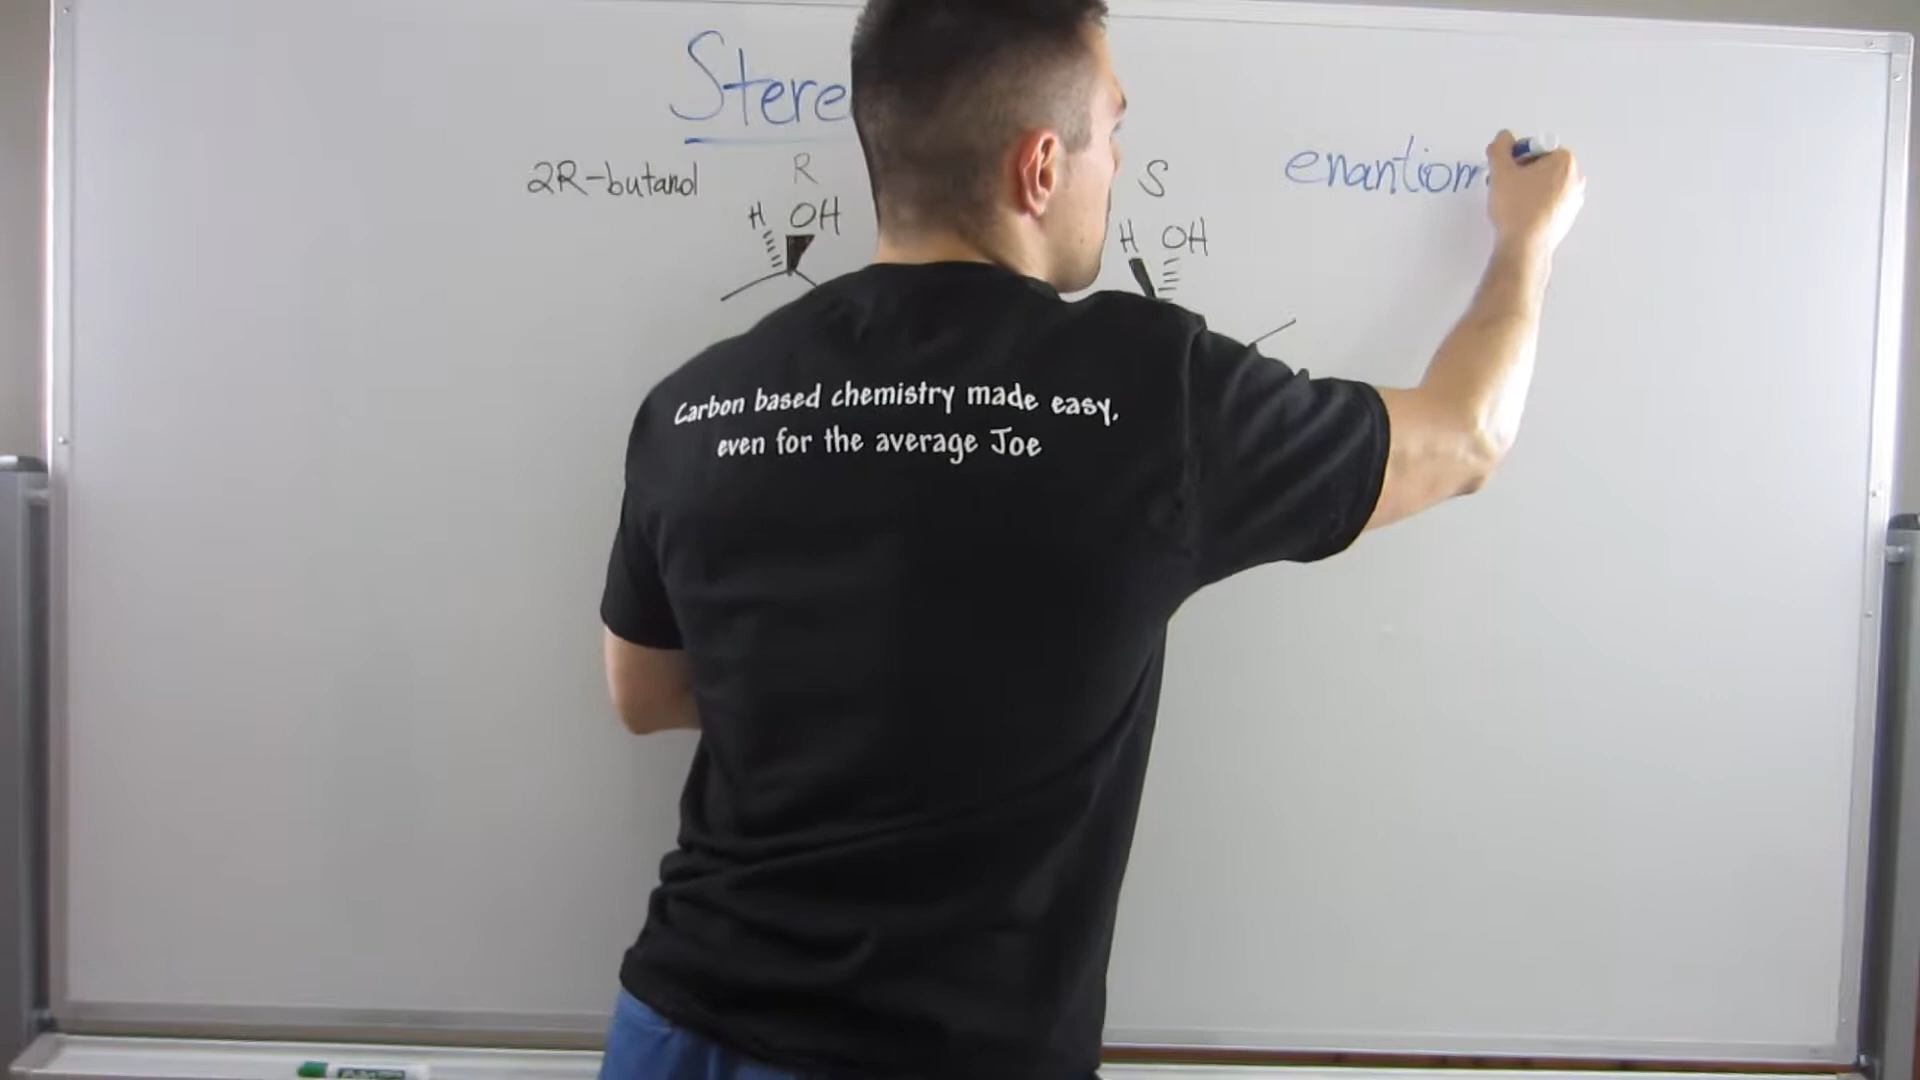 Stere
2R-butanol
R
H OH
S
H OH
enantiom
Carbon based chemistry made easy,
even for the average Joe